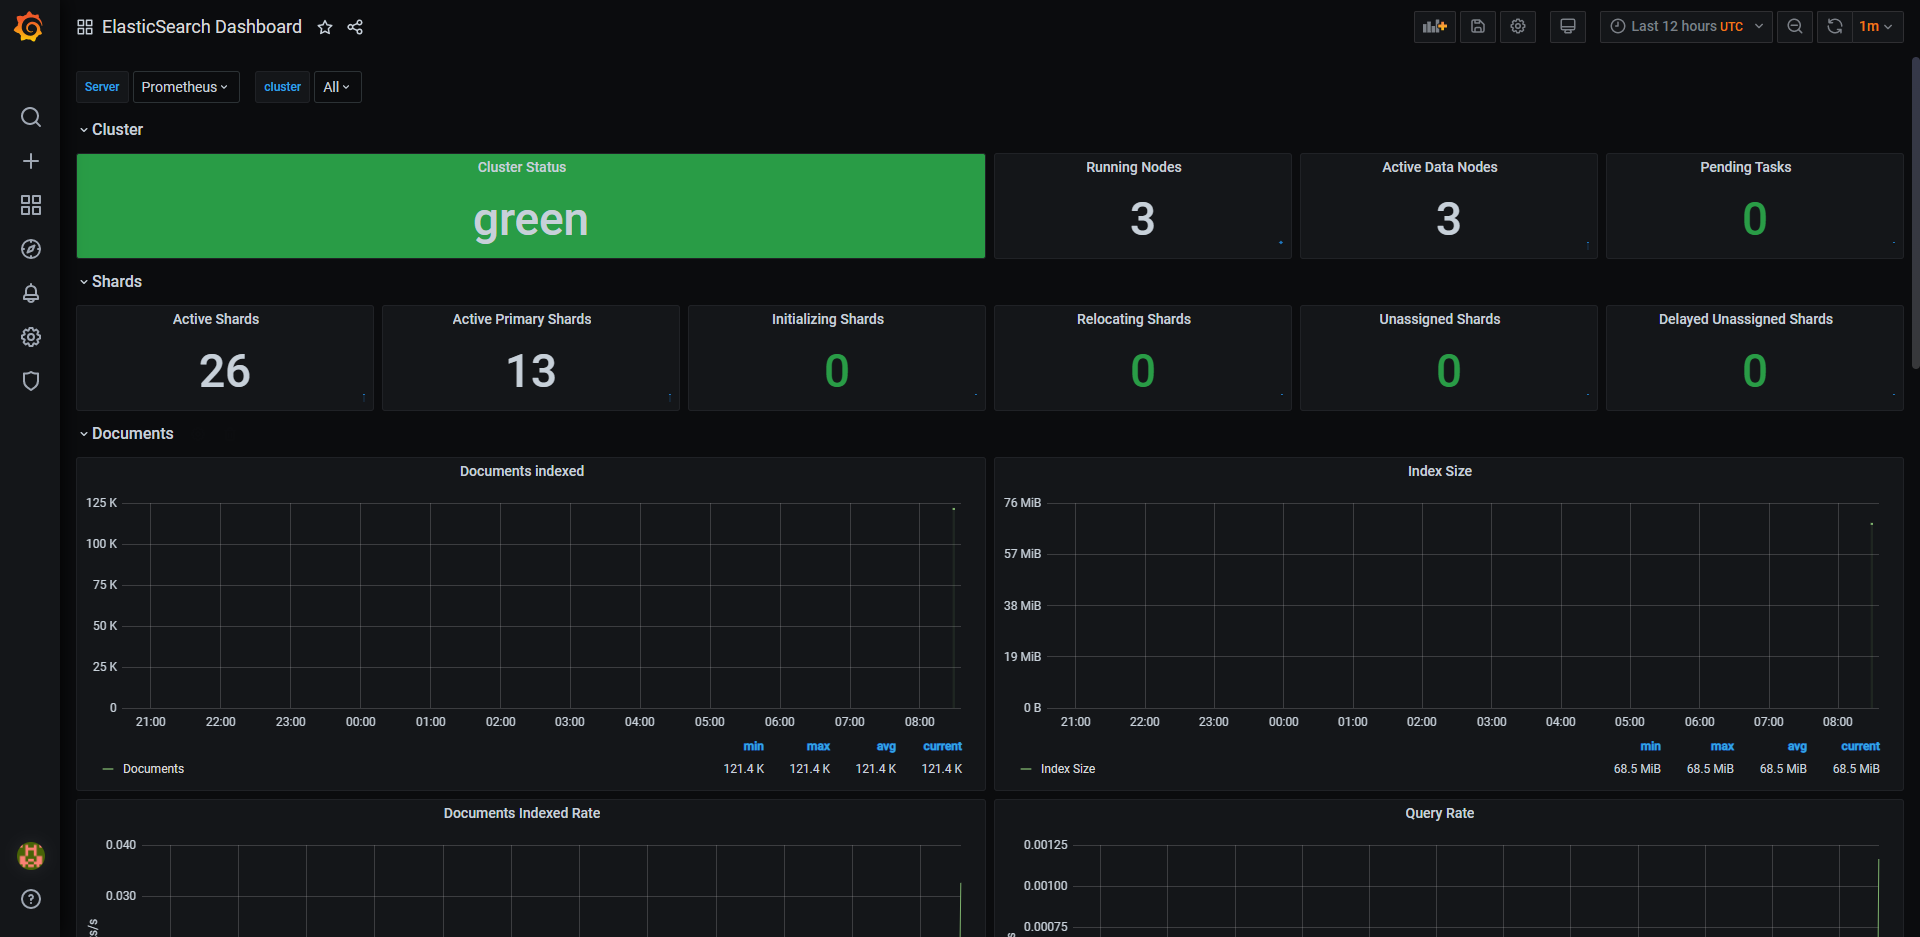 ElasticSearch Dashboard
Last 12 hours UTC
1m
Server Prometheus cluster All
Cluster
Cluster Status Running Nodes Active Data Nodes Pending Tasks
green 3 3 0
Shards
Active Shards Active Primary Shards Initializing Shards Relocating Shards Unassigned Shards Delayed Unassigned Shards
26 13 0 0 0 0
Documents
Documents indexed
125 K
100 K
75 K
50 K
25 K
0
21:00 22:00 23:00 00:00 01:00 02:00 03:00 04:00 05:00 06:00 07:00 08:00
min max avg current
Documents 121.4 K 121.4 K 121.4 K 121.4 K
Index Size
76 MiB
57 MiB
38 MiB
19 MiB
0 B
21:00 22:00 23:00 00:00 01:00 02:00 03:00 04:00 05:00 06:00 07:00 08:00
min max avg current
Index Size 68.5 MiB 68.5 MiB 68.5 MiB 68.5 MiB
Documents Indexed Rate
0.040
0.030
Query Rate
0.00125
0.00100
0.00075